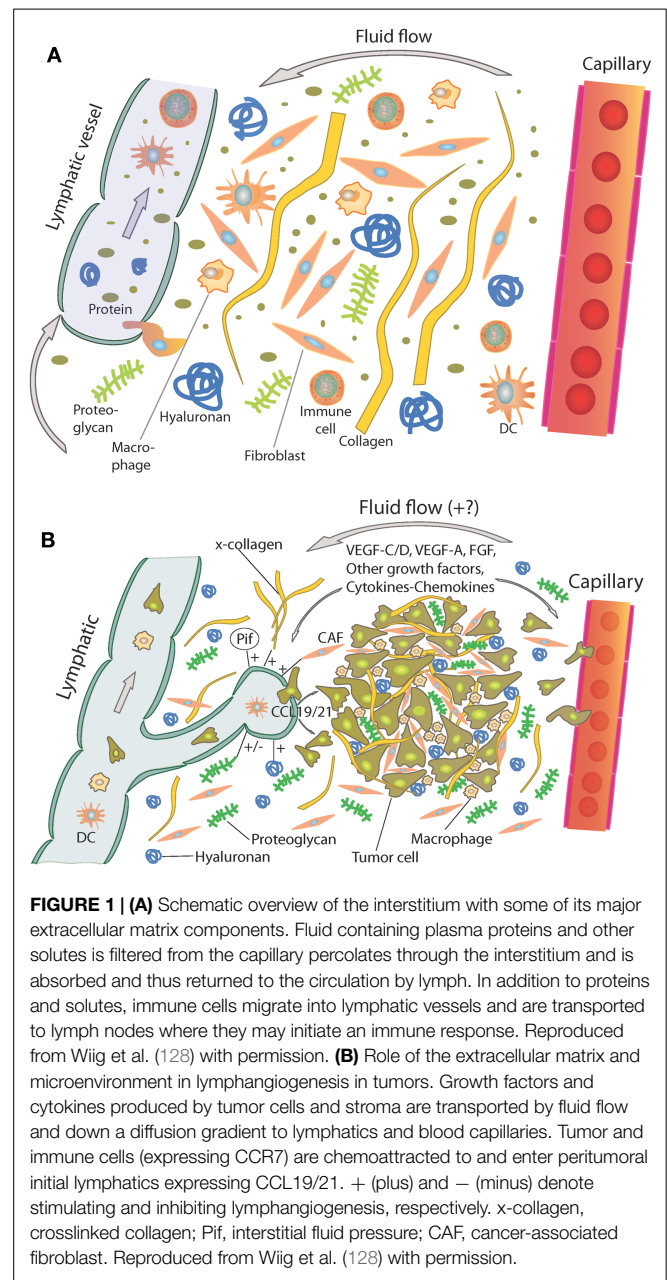 A
Fluid flow
Capillary
Lymphatic vessel
Protein
Proteo-
glycan
Macro-
phage
Hyaluronan
Fibroblast
Immune
cell
Collagen
DC
B
Fluid flow (+?)
x-collagen
VEGF-C/D, VEGF-A, FGF,
Other growth factors,
Cytokines-Chemokines
Capillary
Lymphatic
Pif
CAF
+
+
/
+
CCL19/21
+/-
+
DC
Proteoglycan
Hyaluronan
Tumor cell
Macrophage
FIGURE 1 | (A) Schematic overview of the interstitium with some of its major
extracellular matrix components. Fluid containing plasma proteins and other
solutes is filtered from the capillary percolates through the interstitium and is
absorbed and thus returned to the circulation by lymph. In addition to proteins
and solutes, immune cells migrate into lymphatic vessels and are transported
to lymph nodes where they may initiate an immune response. Reproduced
from Wiig et al. (128) with permission. (B) Role of the extracellular matrix and
microenvironment in lymphangiogenesis in tumors. Growth factors and
cytokines produced by tumor cells and stroma are transported by fluid flow
and down a diffusion gradient to lymphatics and blood capillaries. Tumor and
immune cells (expressing CCR7) are chemoattracted to and enter peritumoral
initial lymphatics expressing CCL19/21. + (plus) and − (minus) denote
stimulating and inhibiting lymphangiogenesis, respectively. x-collagen,
crosslinked collagen; Pif, interstitial fluid pressure; CAF, cancer-associated
fibroblast. Reproduced from Wiig et al. (128) with permission.